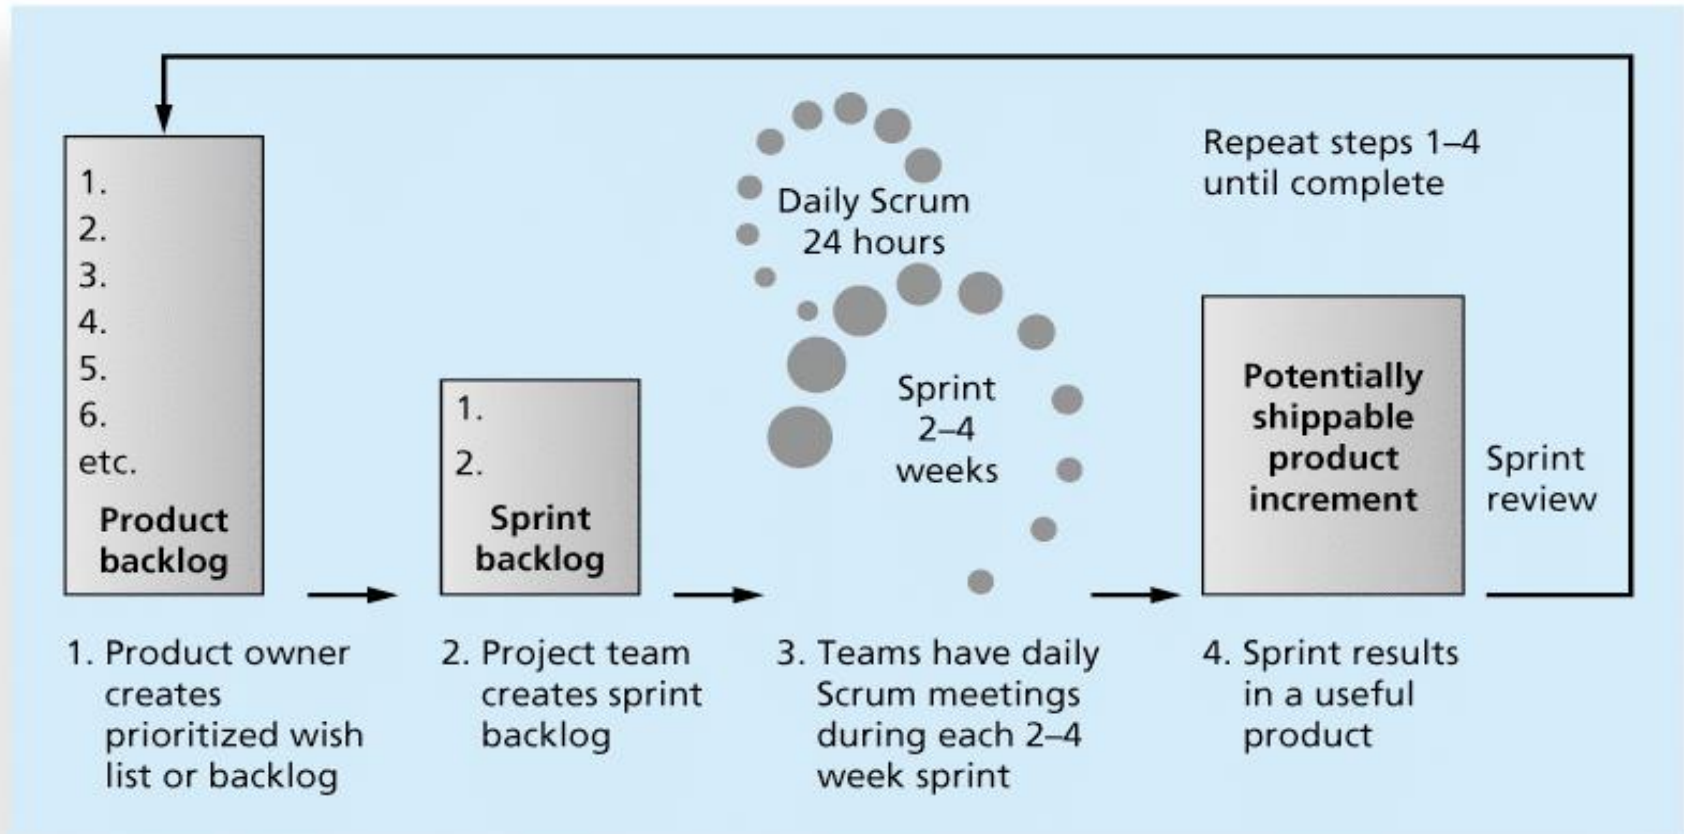 1.
2.
3.
4.
5.
6.
etc.
Product
backlog
1.
2.
Sprint
backlog
Daily Scrum
24 hours
Sprint
2–4
weeks
Repeat steps 1–4
until complete
Potentially
shippable
product
increment
Sprint
review
1. Product owner
creates
prioritized wish
list or backlog
2. Project team
creates sprint
backlog
3. Teams have daily
Scrum meetings
during each 2–4
week sprint
4. Sprint results
in a useful
product